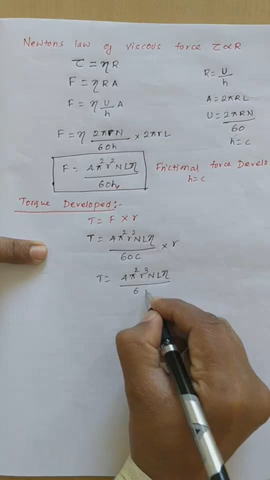 Newtons law of viscous force τ∝R
τ = ηR
R = U/h
F = ηRA
F = η U/h A
A = 2πRL
U = 2πRN/60
F = η 2πrN/60h × 2πrL
h = c
F = 4π²r²NLη/60h
Frictional force Develo
h=c
Torque Developed:-
T = F × r
T = 4π²r²NLη/60c × r
T = 4π²r³NLη/6